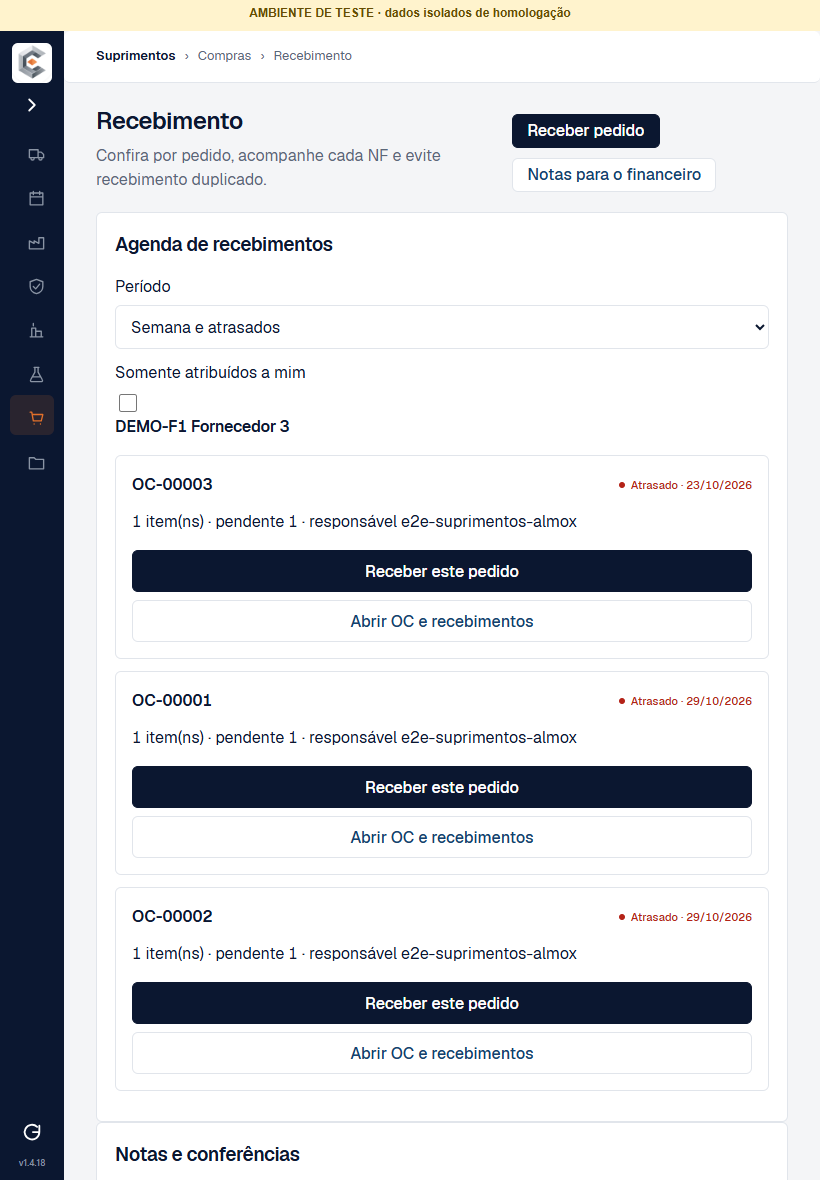 AMBIENTE DE TESTE · dados isolados de homologação
Suprimentos › Compras › Recebimento
Recebimento
Confira por pedido, acompanhe cada NF e evite
recebimento duplicado.
Receber pedido
Notas para o financeiro
Agenda de recebimentos
Período
Semana e atrasados
Somente atribuídos a mim
DEMO-F1 Fornecedor 3
OC-00003
Atrasado · 23/10/2026
1 item(ns) · pendente 1 · responsável e2e-suprimentos-almox
Receber este pedido
Abrir OC e recebimentos
OC-00001
Atrasado · 29/10/2026
1 item(ns) · pendente 1 · responsável e2e-suprimentos-almox
Receber este pedido
Abrir OC e recebimentos
OC-00002
Atrasado · 29/10/2026
1 item(ns) · pendente 1 · responsável e2e-suprimentos-almox
Receber este pedido
Abrir OC e recebimentos
Notas e conferências
v1.4.18